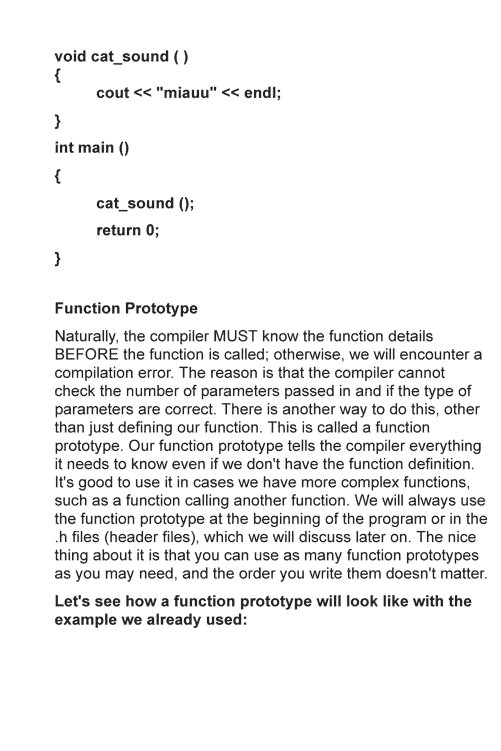 void cat_sound ( )
{
cout << "miauu" << endl;
}
int main ()
{
cat_sound ();
return 0;
}
Function Prototype
Naturally, the compiler MUST know the function details
BEFORE the function is called; otherwise, we will encounter a
compilation error. The reason is that the compiler cannot
check the number of parameters passed in and if the type of
parameters are correct. There is another way to do this, other
than just defining our function. This is called a function
prototype. Our function prototype tells the compiler everything
it needs to know even if we don't have the function definition.
It's good to use it in cases we have more complex functions,
such as a function calling another function. We will always use
the function prototype at the beginning of the program or in the
.h files (header files), which we will discuss later on. The nice
thing about it is that you can use as many function prototypes
as you may need, and the order you write them doesn't matter.
Let's see how a function prototype will look like with the
example we already used: